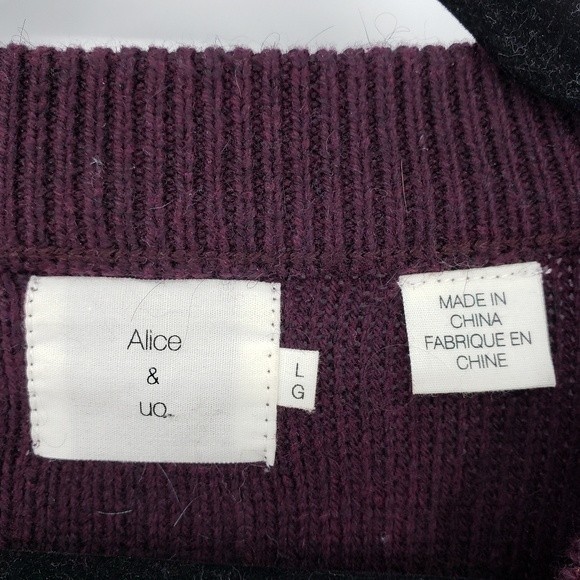 Alice
&
uo.
L
G
MADE IN
CHINA
FABRIQUE EN
CHINE